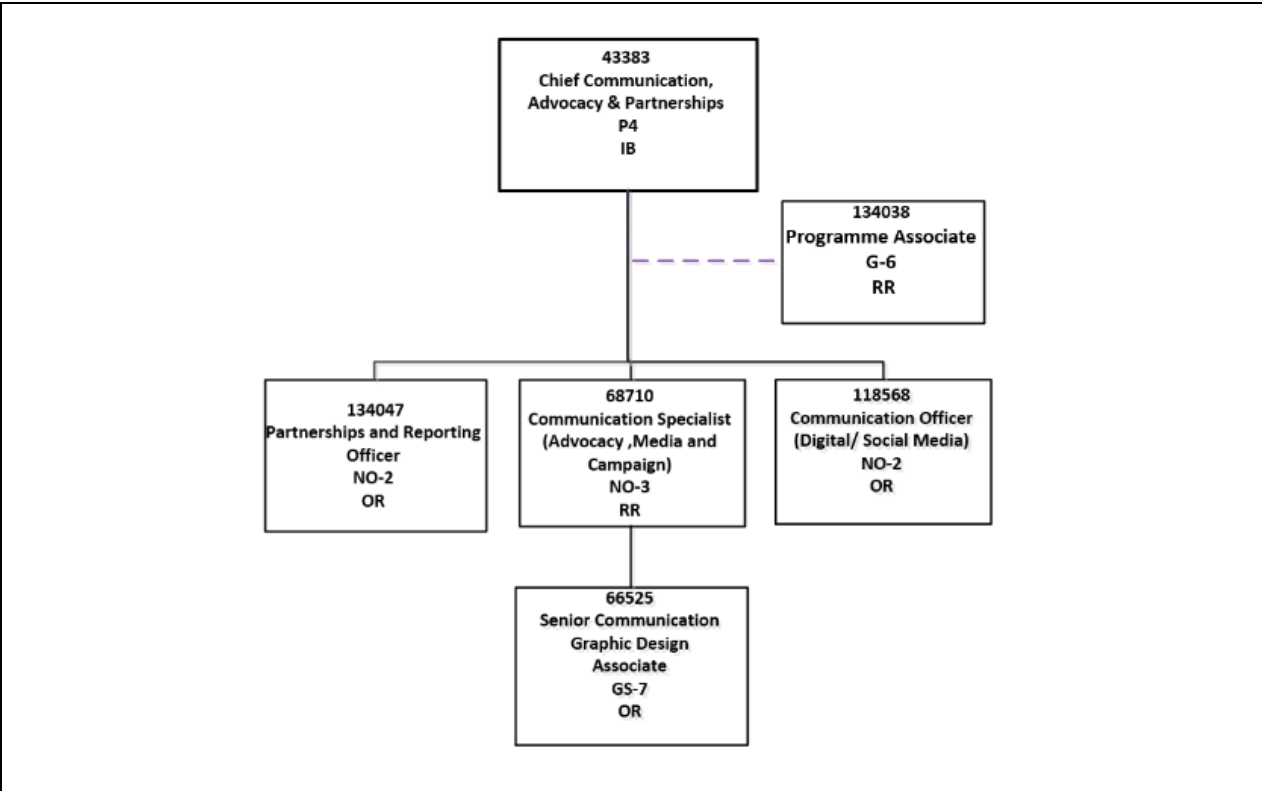 43383
Chief Communication,
Advocacy & Partnerships
P4
IB
134038
Programme Associate
G-6
RR
134047
Partnerships and Reporting
Officer
NO-2
OR
68710
Communication Specialist
(Advocacy ,Media and
Campaign)
NO-3
RR
118568
Communication Officer
(Digital/ Social Media)
NO-2
OR
66525
Senior Communication
Graphic Design
Associate
GS-7
OR